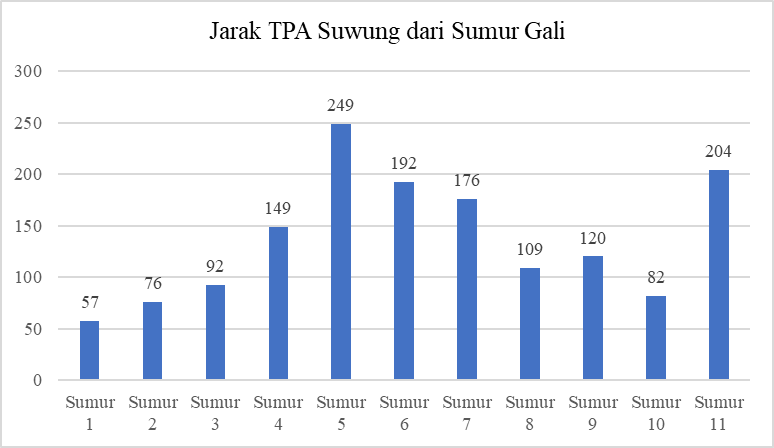 Jarak TPA Suwung dari Sumur Gali
300
250
200
150
100
50
0
57
76
92
149
249
192
176
109
120
82
204
Sumur 1
Sumur 2
Sumur 3
Sumur 4
Sumur 5
Sumur 6
Sumur 7
Sumur 8
Sumur 9
Sumur 10
Sumur 11